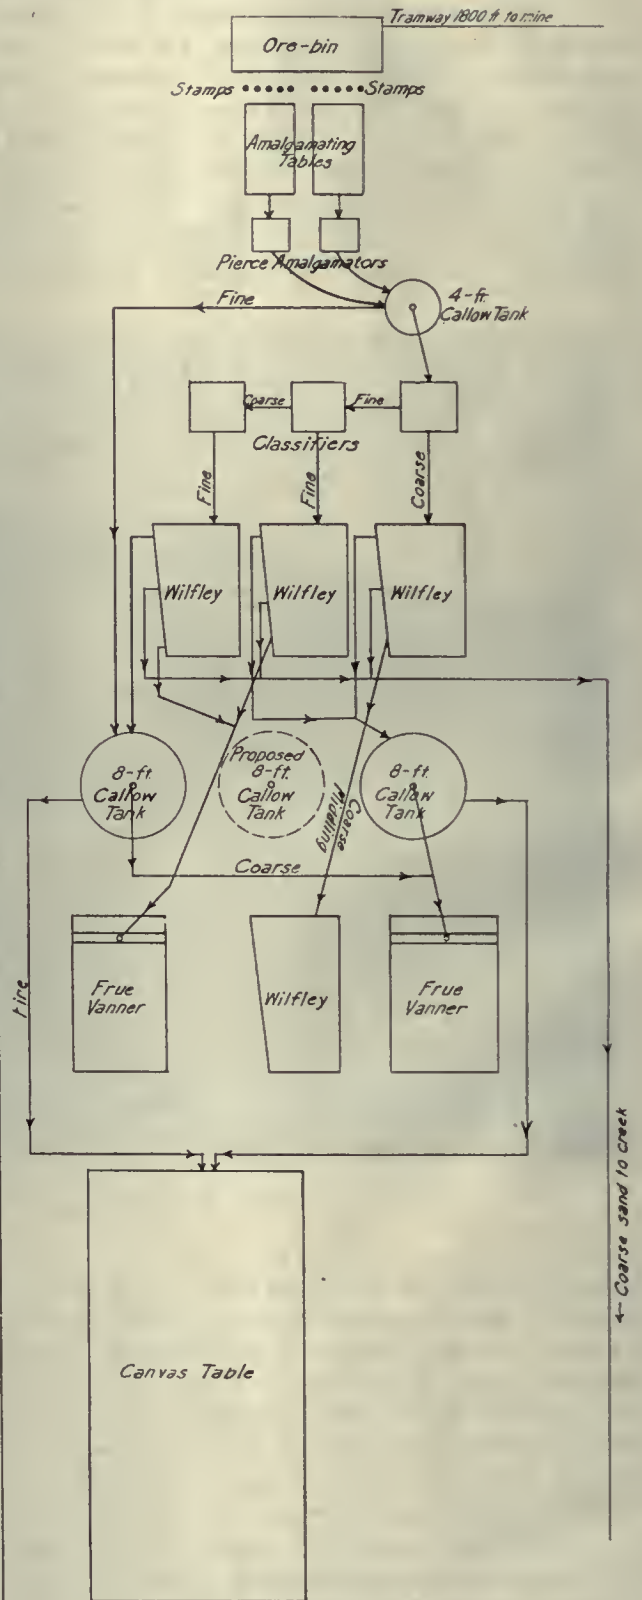 Tramway 1800 ft to mine
Ore-bin
Stamps
Stamps
Amalgamating
Tables
Pierce Amalgamators
4-ft.
Callow Tank
Fine
Coarse
Fine
Classifiers
Fine
Fine
Coarse
Wilfley
Wilfley
Wilfley
8-ft.
Callow
Tank
Proposed
8-ft.
Callow
Tank
8-ft.
Callow
Tank
Coarse
Middling
Coarse
Fine
Frue
Vanner
Wilfley
Frue
Vanner
Coarse sand to creek
Canvas Table